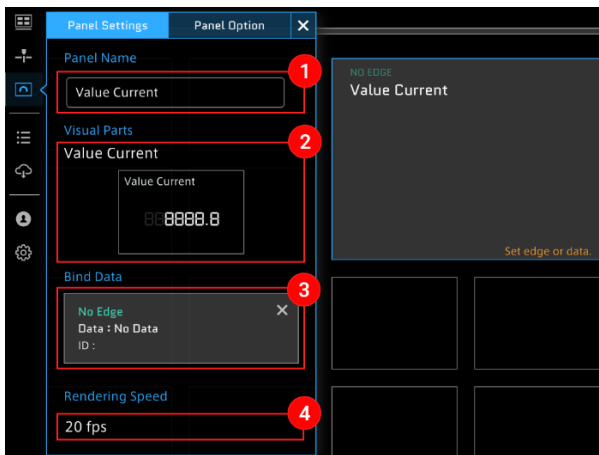 Panel Settings
Panel Option
Panel Name
1
Value Current
Visual Parts
2
Value Current
Value Current
8888888.8
Bind Data
3
No Edge
Data : No Data
ID :
Rendering Speed
4
20 fps
NO EDGE
Value Current
Set edge or data.